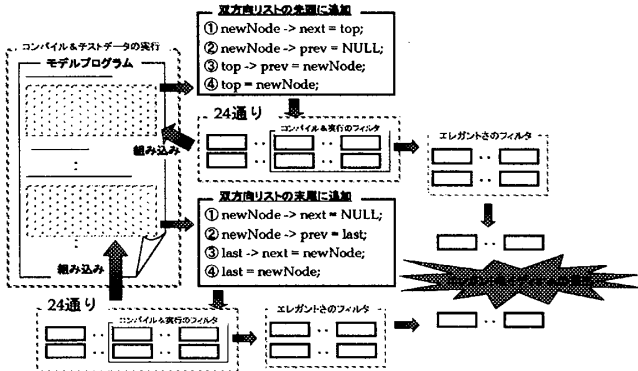 コンパイル&テストデータの実行
モデルプログラム
双方向リストの先頭に追加
① newNode -> next = top;
② newNode -> prev = NULL;
③ top -> prev = newNode;
④ top = newNode;
24通り
コンパイル&実行のフィルタ
エレガントさのフィルタ
組み込み
双方向リストの末尾に追加
① newNode -> next = NULL;
② newNode -> prev = last;
③ last -> next = newNode;
④ last = newNode;
組み込み
24通り
コンパイル&実行のフィルタ
エレガントさのフィルタ